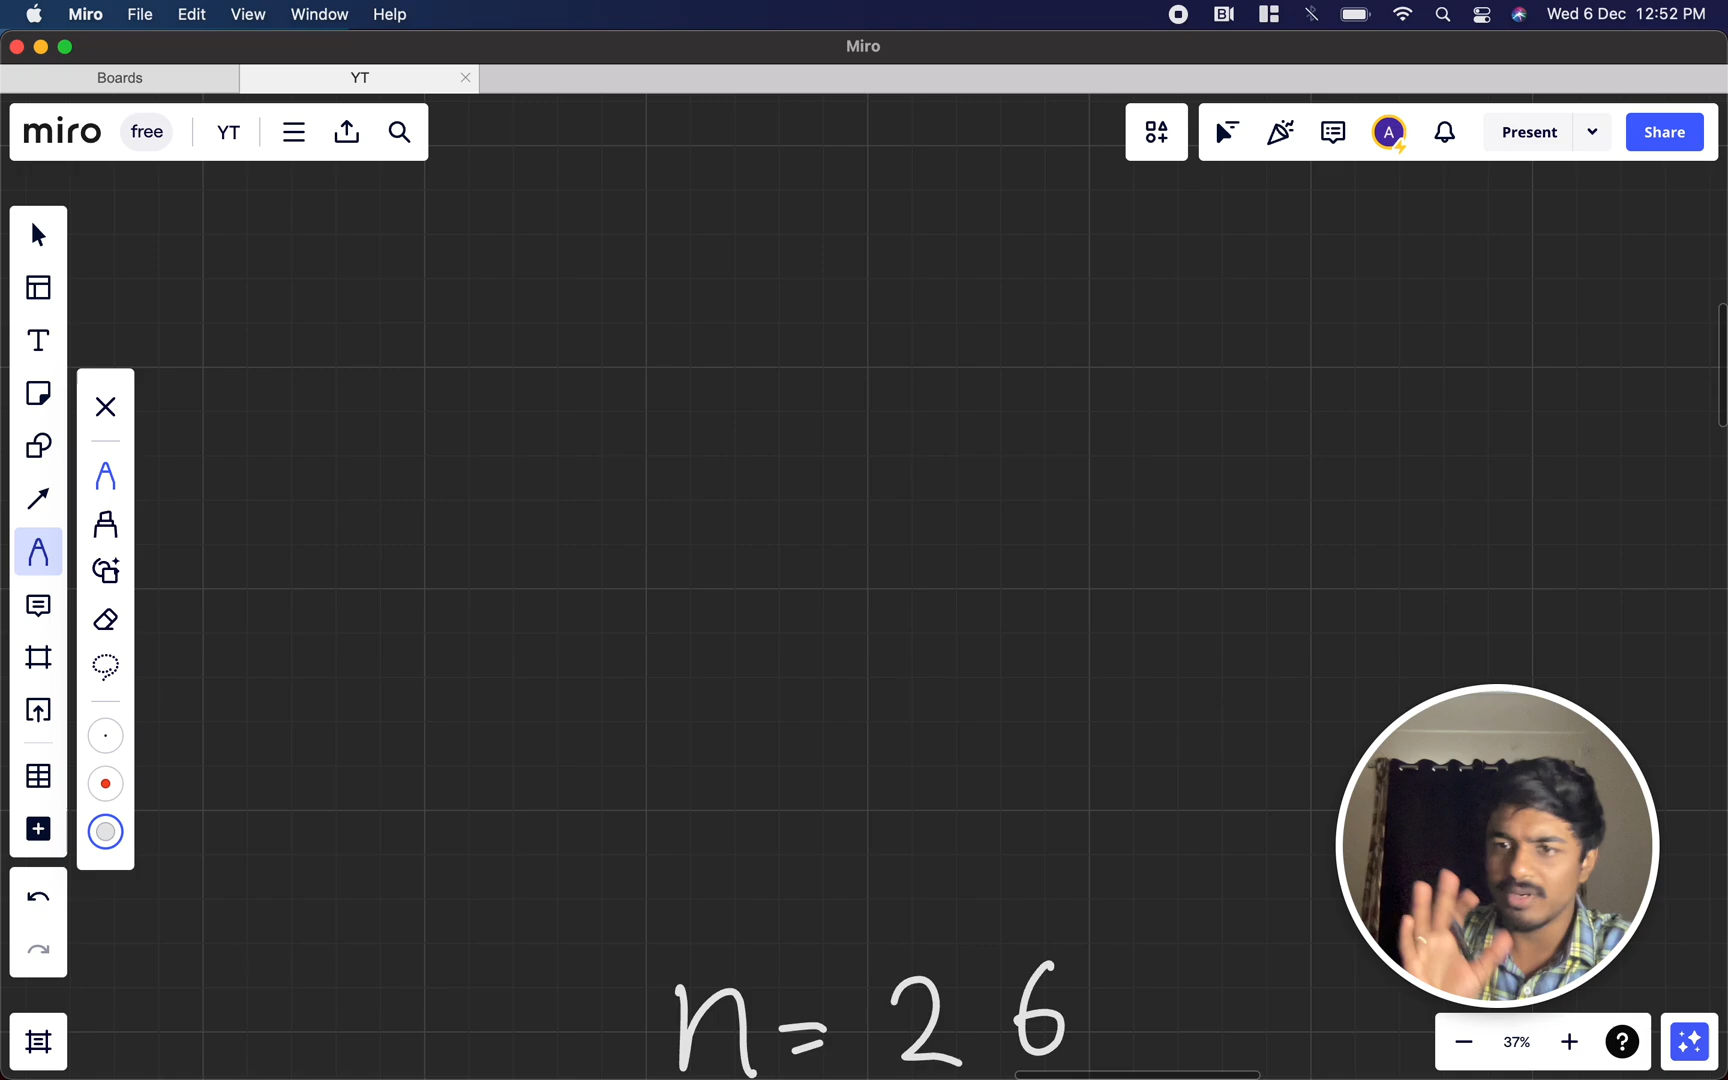 Miro File Edit View Window Help Wed 6 Dec 12:52 PM
Miro
Boards YT
miro free YT A Present Share
n = 2 6
37%